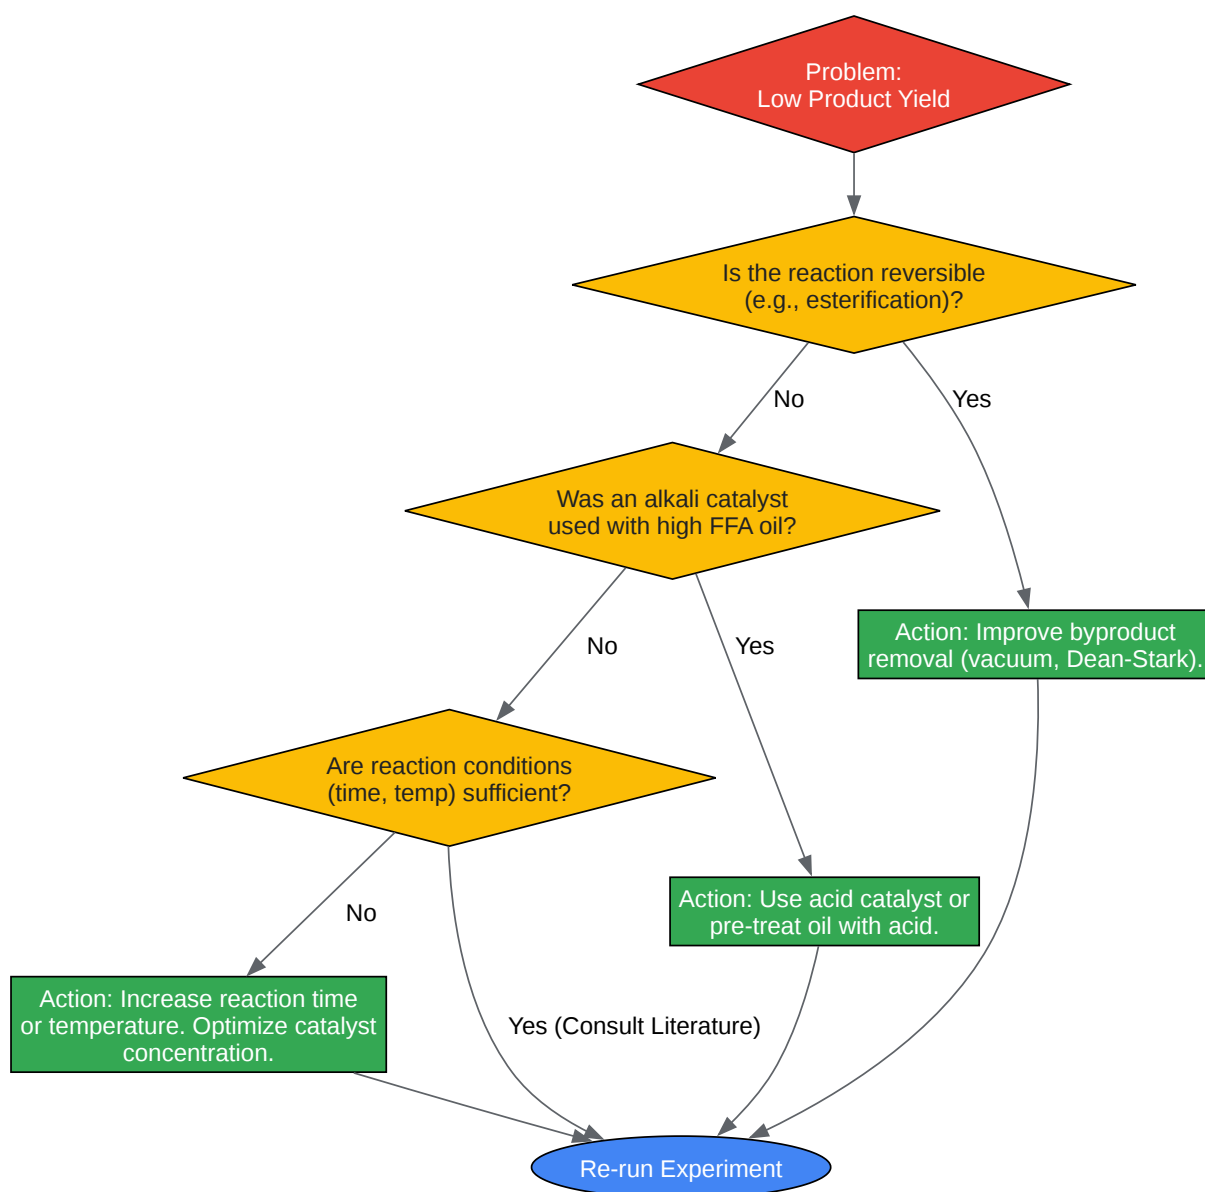 Problem:
Low Product Yield
Is the reaction reversible
(e.g., esterification)?
No
Yes
Was an alkali catalyst
used with high FFA oil?
No
Yes
Action: Improve byproduct
removal (vacuum, Dean-Stark).
Are reaction conditions
(time, temp) sufficient?
No
Action: Use acid catalyst or
pre-treat oil with acid.
Action: Increase reaction time
or temperature. Optimize catalyst
concentration.
Yes (Consult Literature)
Re-run Experiment